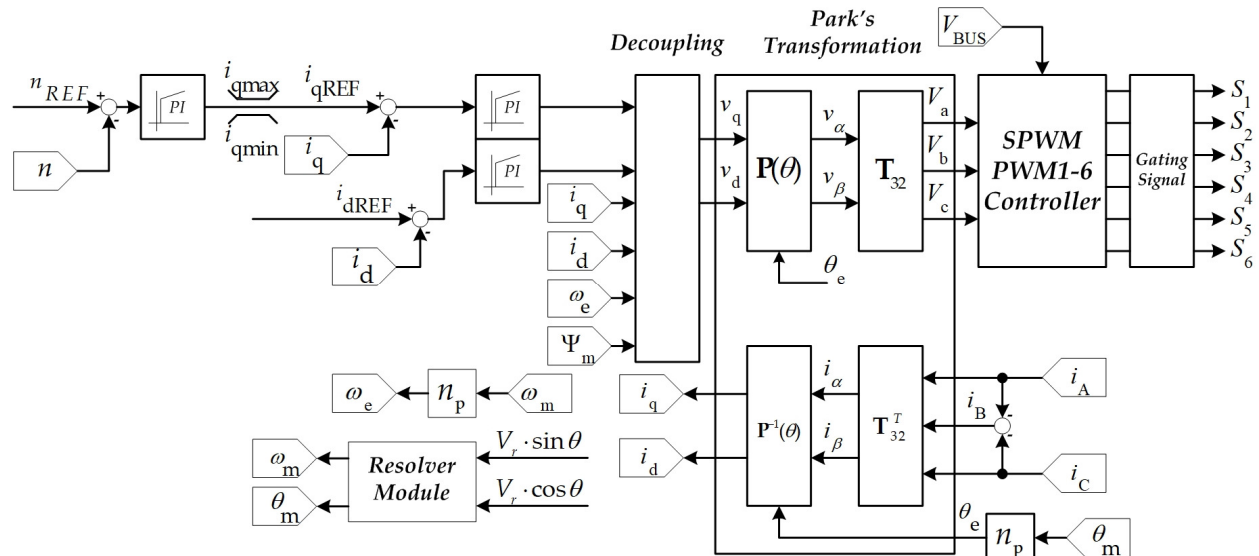 Decoupling
Park's
Transformation
V_BUS
n_REF
+
-
n
PI
i_qmax
i_qmin
i_qREF
+
-
i_q
PI
PI
i_dREF
+
-
i_d
i_q
i_d
ω_e
Ψ_m
v_q
v_d
P(θ)
θ_e
v_α
v_β
T_32
V_a
V_b
V_c
SPWM
PWM1-6
Controller
Gating
Signal
S_1
S_2
S_3
S_4
S_5
S_6
ω_e
n_p
ω_m
ω_m
θ_m
Resolver
Module
V_r · sinθ
V_r · cosθ
i_q
i_d
P^-1(θ)
i_α
i_β
T_32^T
i_A
i_B
-
-
i_C
θ_e
n_p
θ_m